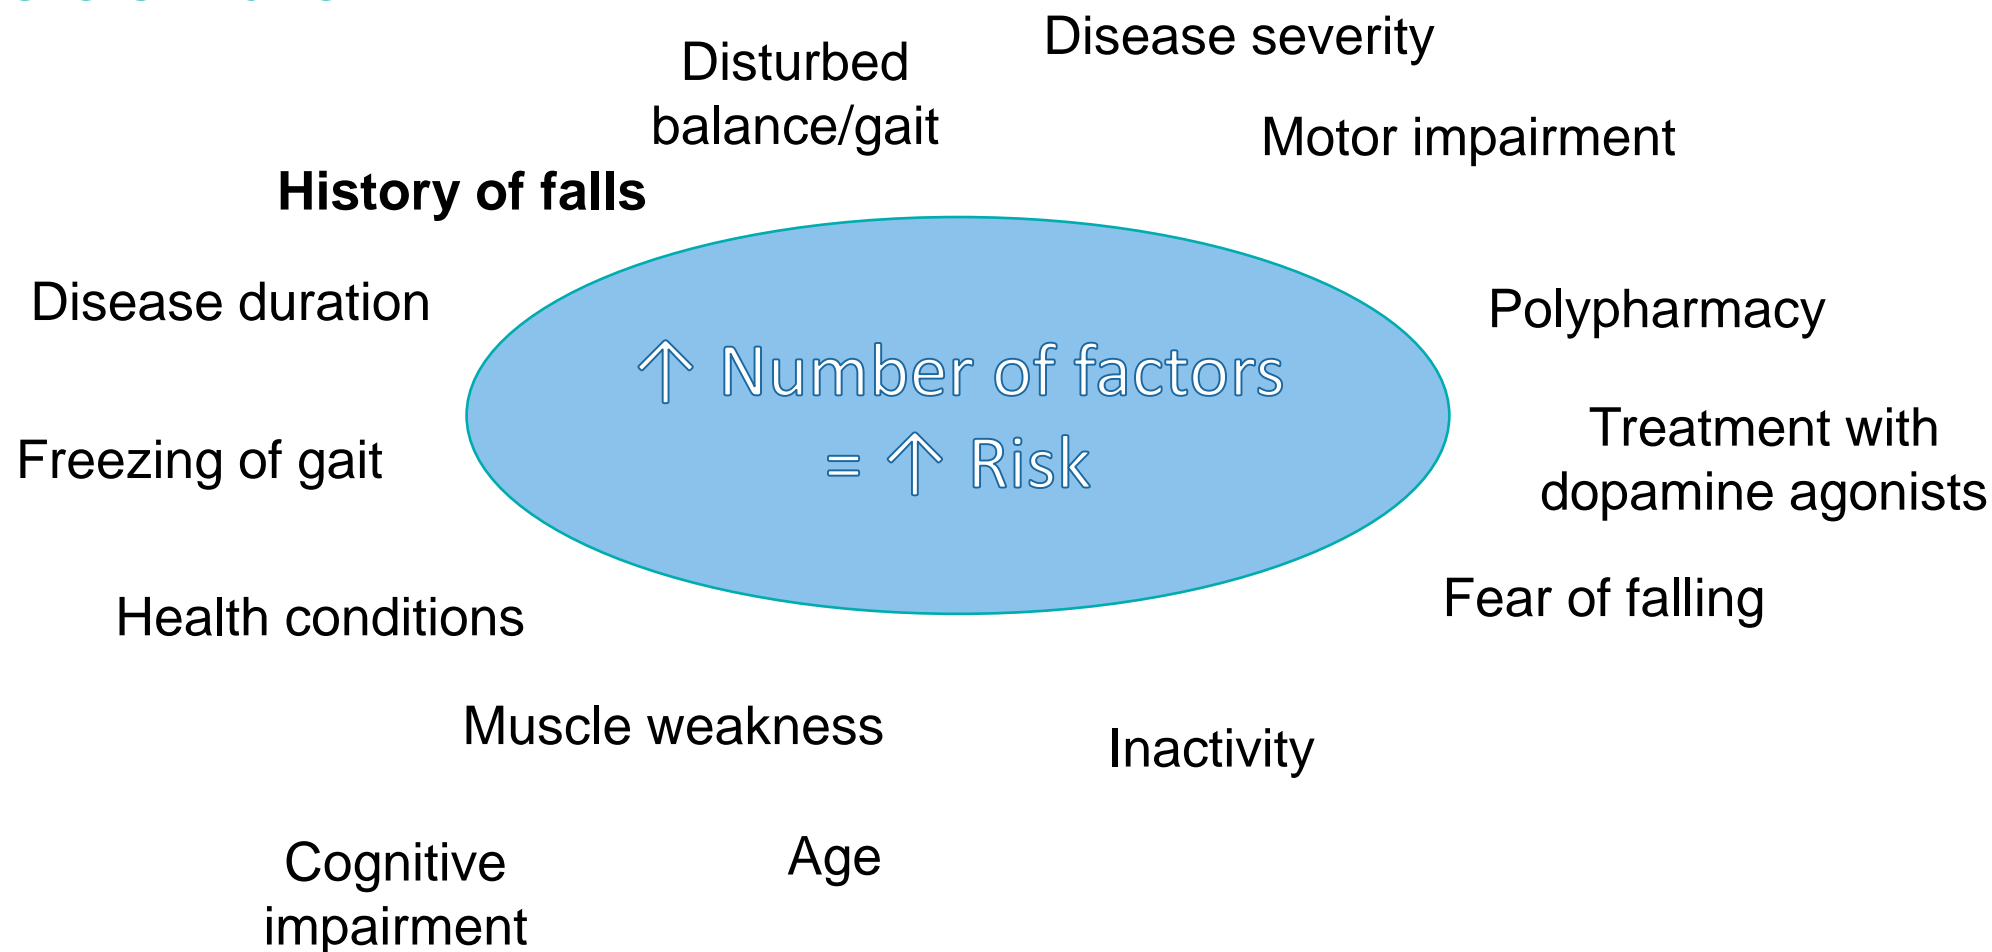 Disease severity
Disturbed
balance/gait
Motor impairment
History of falls
Disease duration
Polypharmacy
↑ Number of factors
= ↑ Risk
Treatment with
dopamine agonists
Freezing of gait
Fear of falling
Health conditions
Muscle weakness
Inactivity
Age
Cognitive
impairment